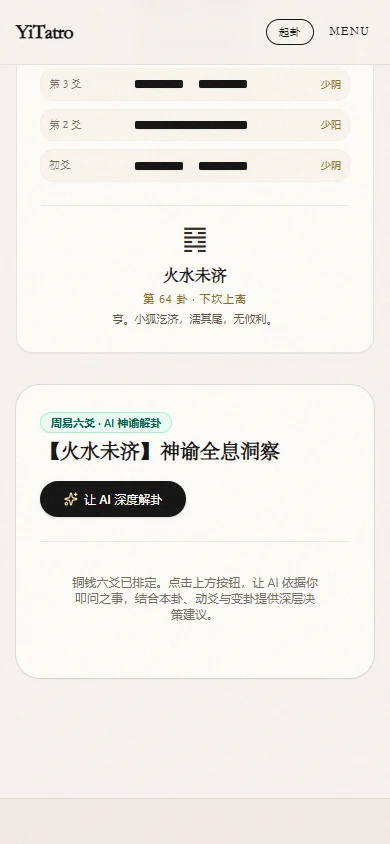 YiTatro
起卦
MENU
第 3 爻
少阴
第 2 爻
少阳
初爻
少阴
火水未济
第 64 卦 · 下坎上离
亨。小狐汔济，濡其尾，无攸利。
周易六爻 · AI 神谕解卦
【火水未济】神谕全息洞察
让 AI 深度解卦
铜钱六爻已排定。点击上方按钮，让 AI 依据你
叩问之事，结合本卦、动爻与变卦提供深层决
策建议。